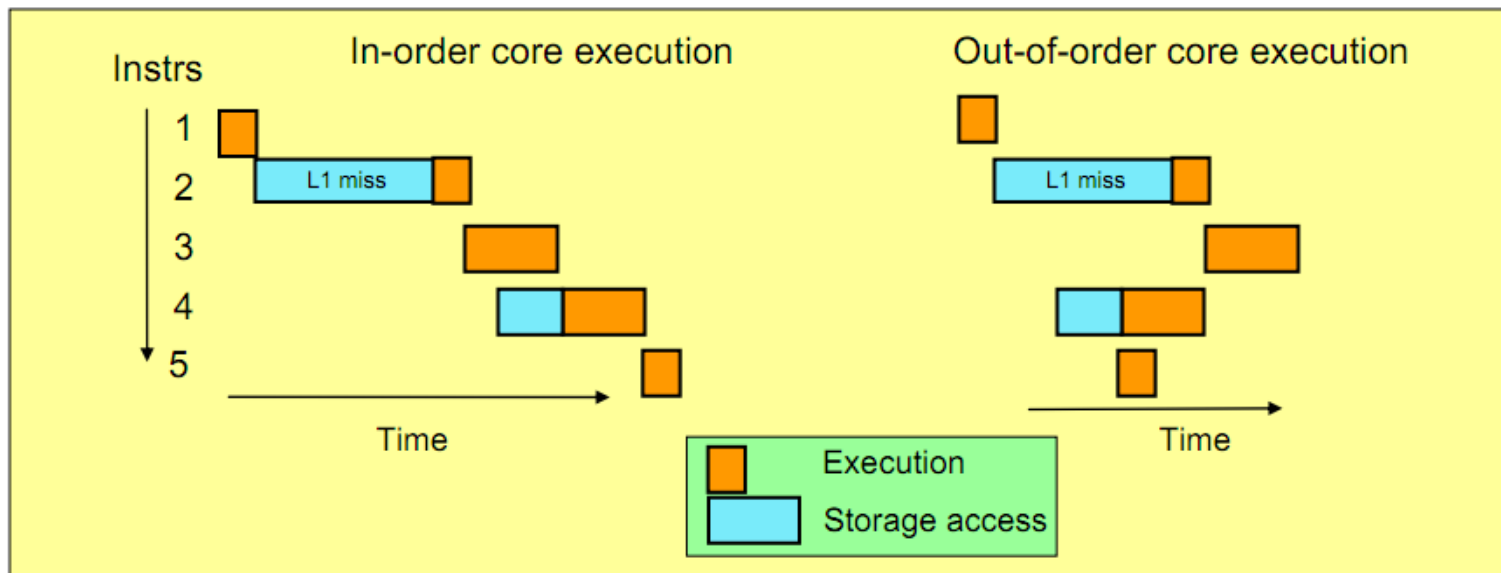 In-order core execution
Out-of-order core execution
Instrs
1
2
3
4
5
L1 miss
L1 miss
Time
Time
Execution
Storage access